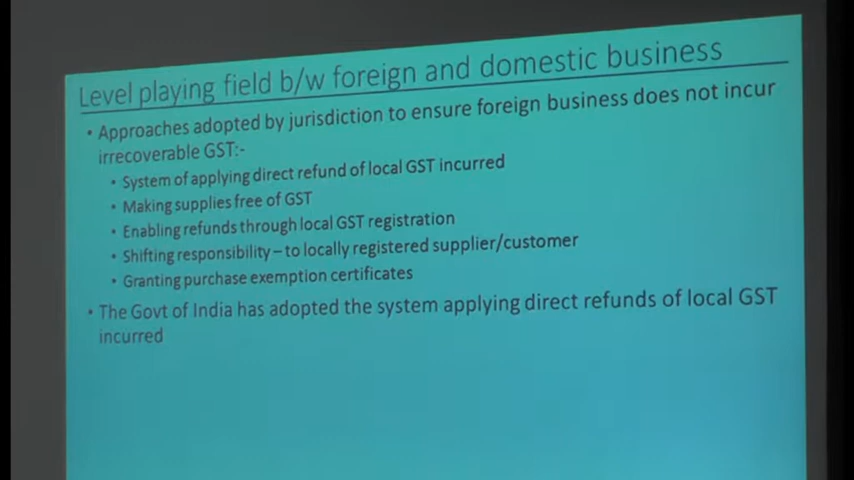 Level playing field b/w foreign and domestic business
• Approaches adopted by jurisdiction to ensure foreign business does not incur
irrecoverable GST:-
• System of applying direct refund of local GST incurred
• Making supplies free of GST
• Enabling refunds through local GST registration
• Shifting responsibility – to locally registered supplier/customer
• Granting purchase exemption certificates
• The Govt of India has adopted the system applying direct refunds of local GST
incurred